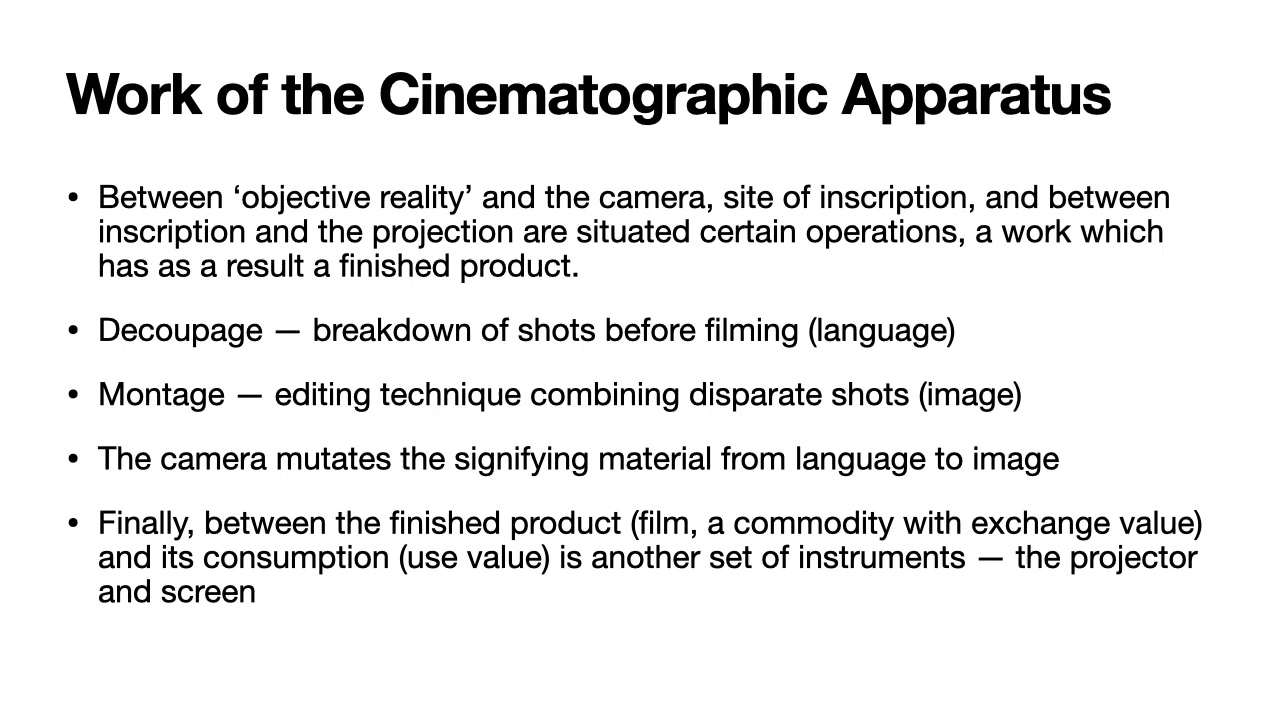 Work of the Cinematographic Apparatus
• Between ‘objective reality’ and the camera, site of inscription, and between
inscription and the projection are situated certain operations, a work which
has as a result a finished product.
• Decoupage — breakdown of shots before filming (language)
• Montage — editing technique combining disparate shots (image)
• The camera mutates the signifying material from language to image
• Finally, between the finished product (film, a commodity with exchange value)
and its consumption (use value) is another set of instruments — the projector
and screen